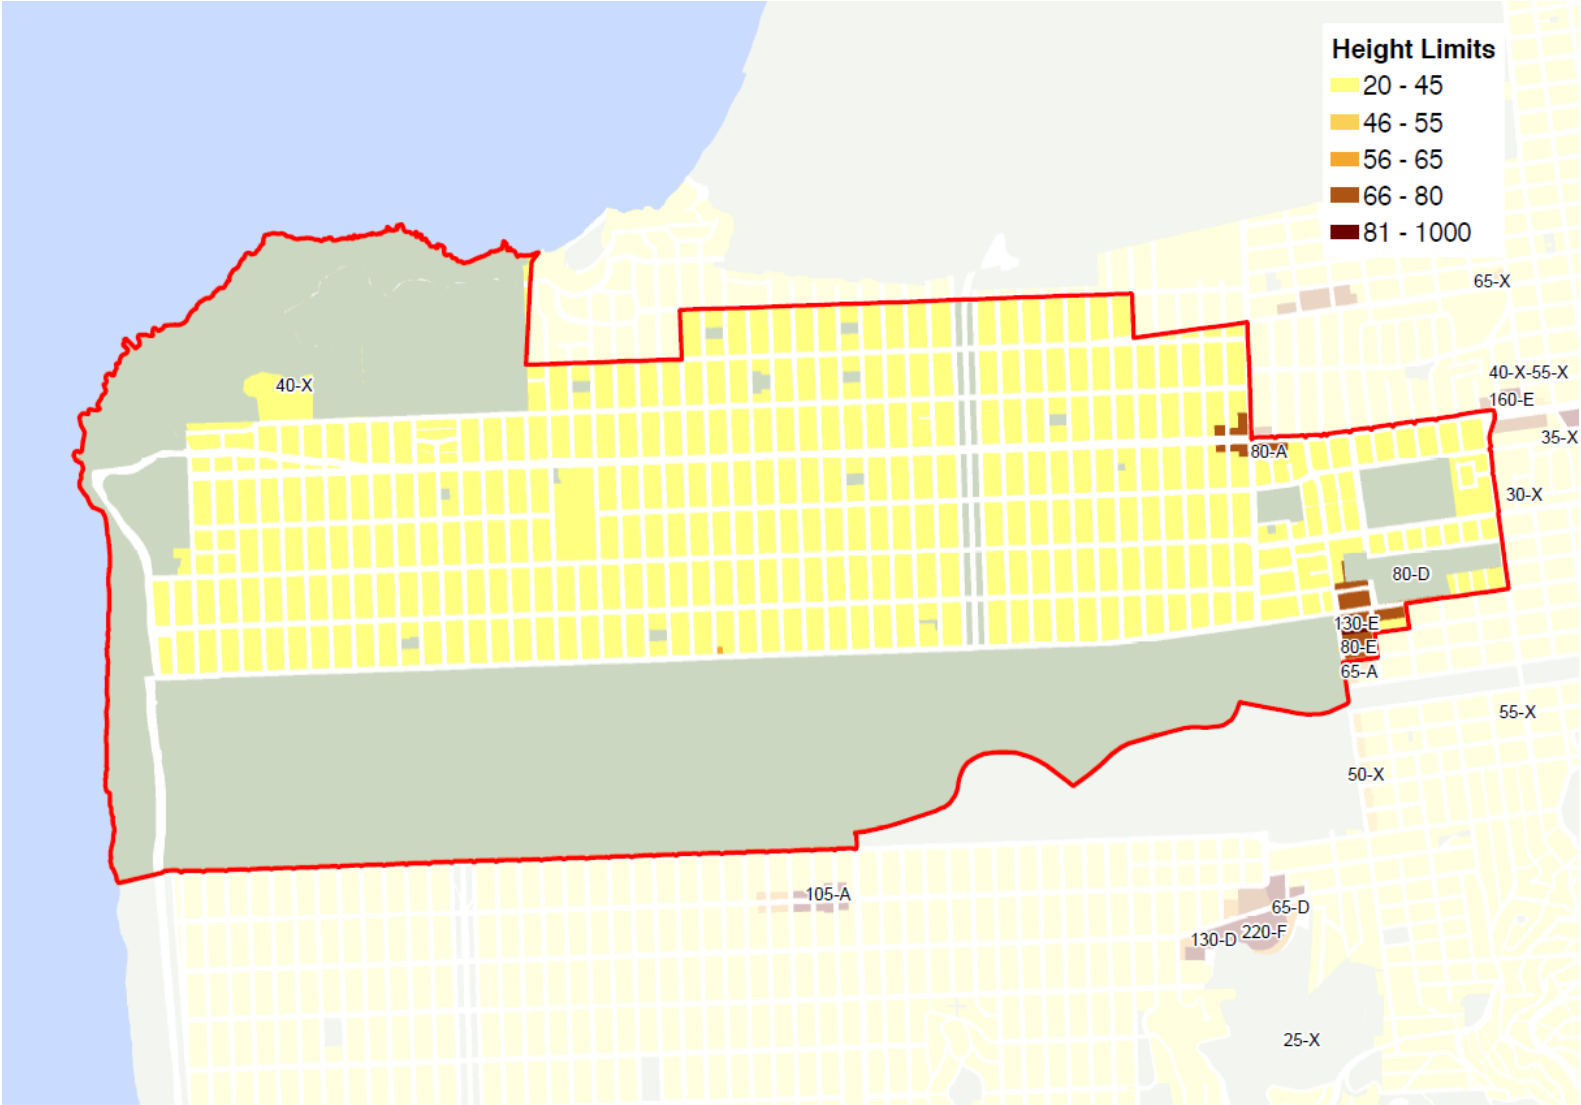 Height Limits
20 - 45
46 - 55
56 - 65
66 - 80
81 - 1000
65-X
40-X-55-X
40-X
160-E
35-X
80-A
30-X
80-D
130-E
80-E
65-A
55-X
50-X
105-A
65-D
220-F
130-D
25-X